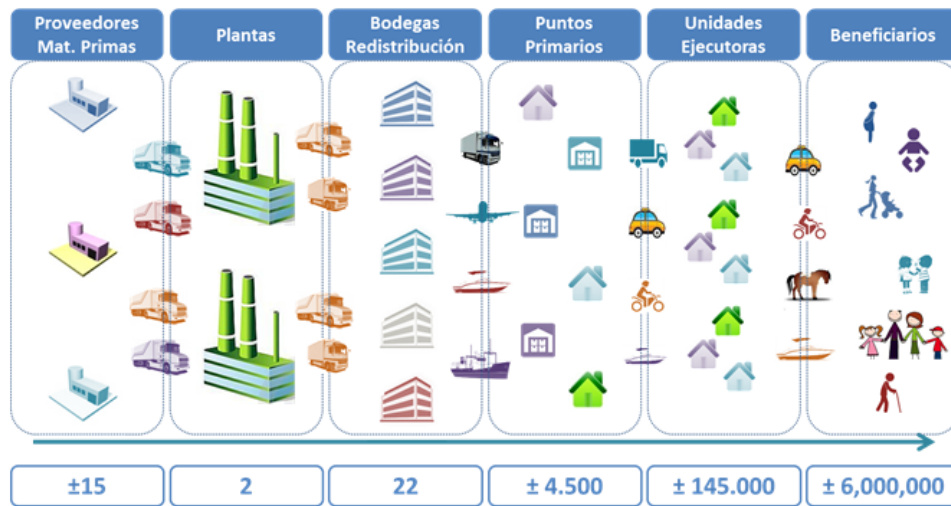 Proveedores
Mat. Primas
Plantas
Bodegas
Redistribución
Puntos
Primarios
Unidades
Ejecutoras
Beneficiarios
±15
2
22
± 4.500
± 145.000
± 6,000,000